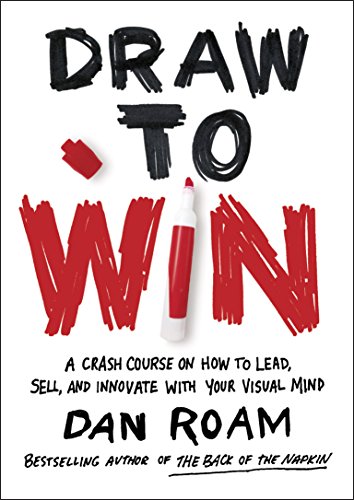 DRAW
TO
WIN
A CRASH COURSE ON HOW TO LEAD,
SELL, AND INNOVATE WITH YOUR VISUAL MIND
DAN ROAM
BESTSELLING AUTHOR OF THE BACK OF THE NAPKIN